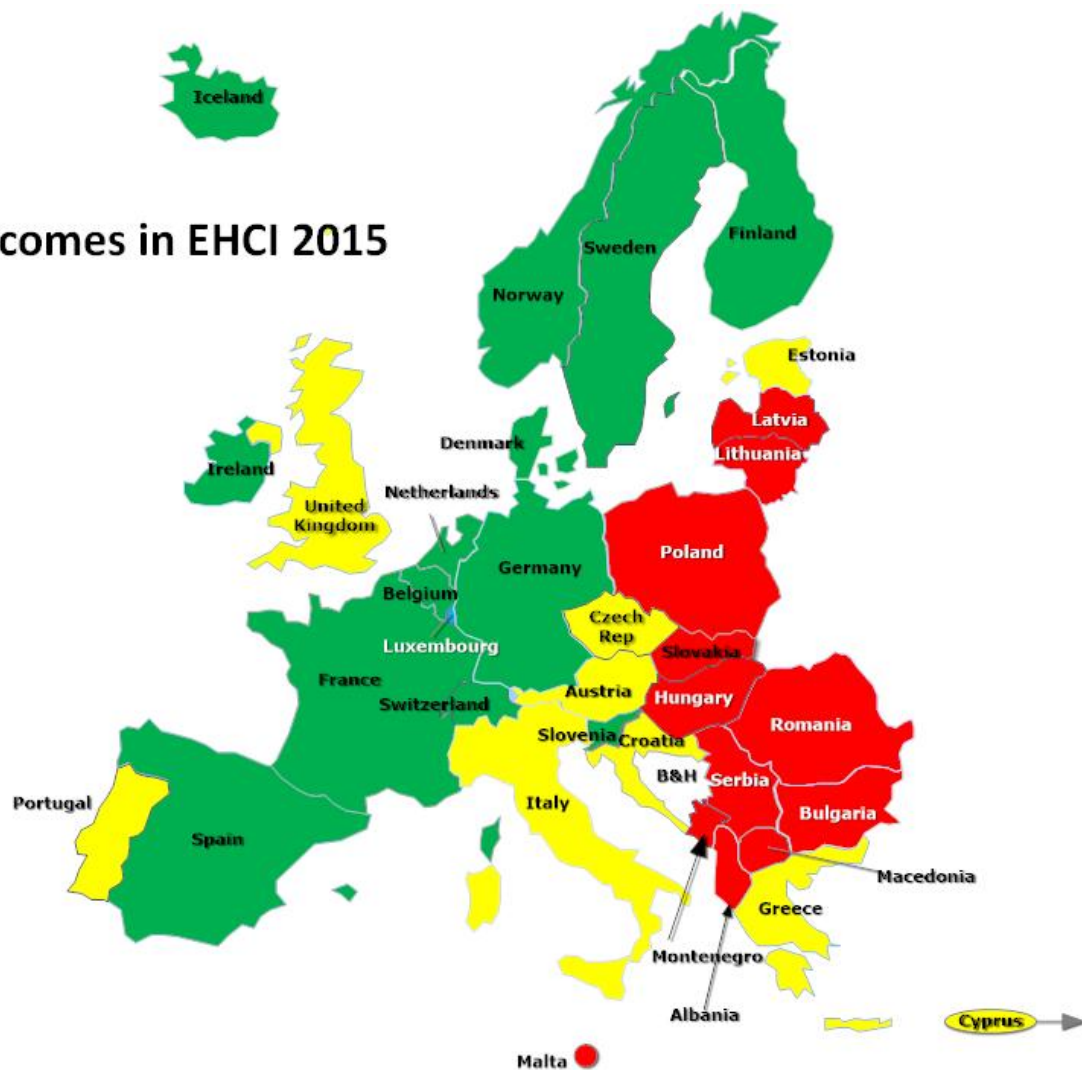 Iceland
comes in EHCI 2015
Finland
Sweden
Norway
Estonia
Latvia
Denmark
Lithuania
Ireland
Netherlands
United
Kingdom
Poland
Germany
Belgium
Czech
Rep
Luxembourg
Slovakia
France
Switzerland
Austria
Hungary
Romania
Slovenia
Croatia
B&H
Serbia
Portugal
Italy
Bulgaria
Spain
Macedonia
Greece
Montenegro
Albania
Cyprus
Malta